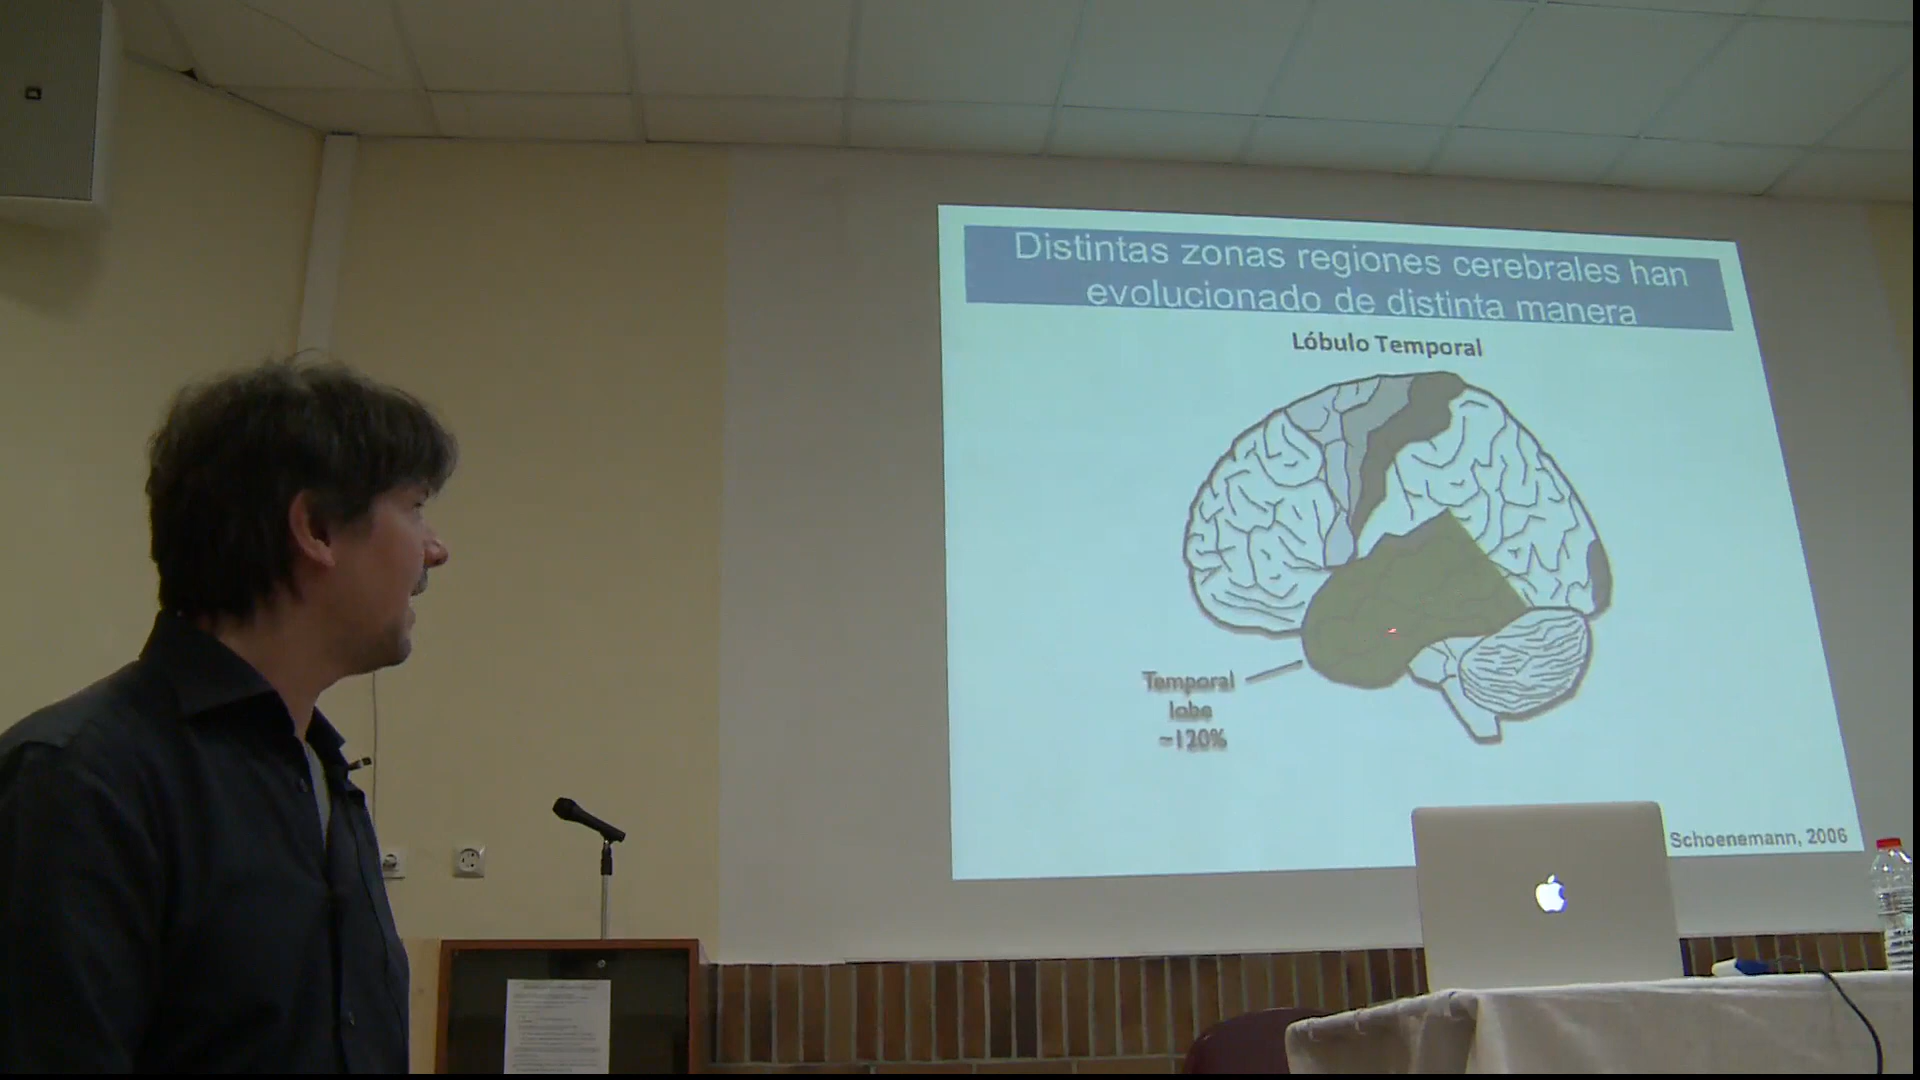 Distintas zonas regiones cerebrales han
evolucionado de distinta manera
Lóbulo Temporal
Temporal
lobe
~120%
Schoenemann, 2006